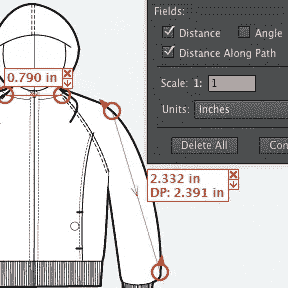 Fields:
Distance
Angle
Distance Along Path
Scale: 1: 1
Units: Inches
Delete All
0.790 in
2.332 in
DP: 2.391 in